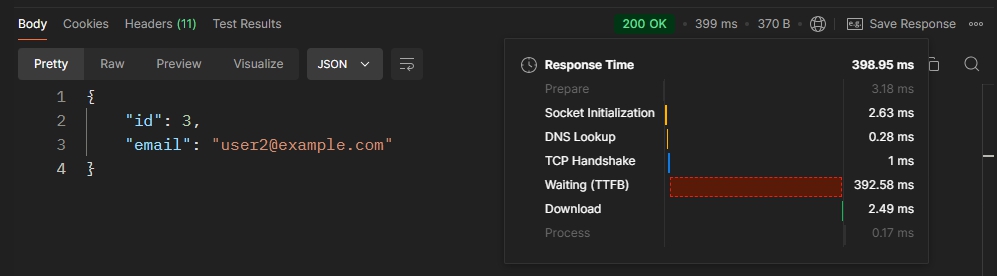 Body Cookies Headers (11) Test Results 200 OK • 399 ms • 370 B • e.g. Save Response
Pretty Raw Preview Visualize JSON
1 {
2 "id": 3,
3 "email": "user2@example.com"
4 }
Response Time 398.95 ms
Prepare 3.18 ms
Socket Initialization 2.63 ms
DNS Lookup 0.28 ms
TCP Handshake 1 ms
Waiting (TTFB) 392.58 ms
Download 2.49 ms
Process 0.17 ms